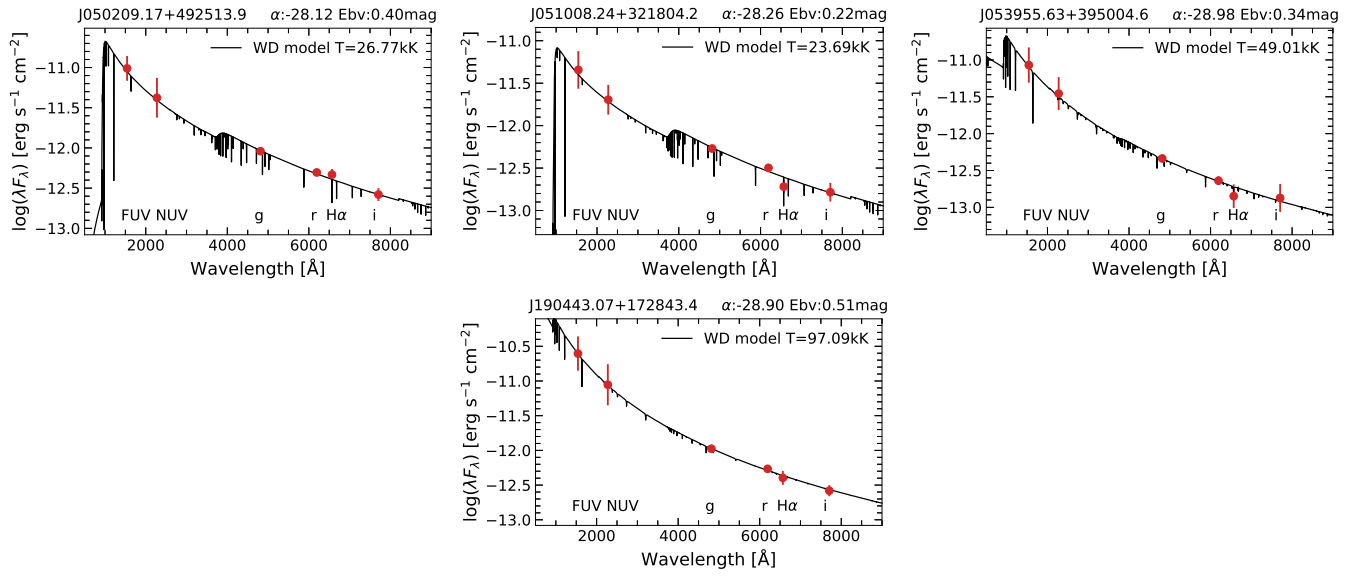 J050209.17+492513.9 α:-28.12 Ebv:0.40mag
WD model T=26.77kK
log(λFλ) [erg s⁻¹ cm⁻²]
−11.0
−11.5
−12.0
−12.5
−13.0
FUV NUV g r Hα i
2000 4000 6000 8000
Wavelength [Å]
J051008.24+321804.2 α:-28.26 Ebv:0.22mag
WD model T=23.69kK
log(λFλ) [erg s⁻¹ cm⁻²]
−11.0
−11.5
−12.0
−12.5
−13.0
FUV NUV g r Hα i
2000 4000 6000 8000
Wavelength [Å]
J053955.63+395004.6 α:-28.98 Ebv:0.34mag
WD model T=49.01kK
log(λFλ) [erg s⁻¹ cm⁻²]
−11.0
−11.5
−12.0
−12.5
−13.0
FUV NUV g r Hα i
2000 4000 6000 8000
Wavelength [Å]
J190443.07+172843.4 α:-28.90 Ebv:0.51mag
WD model T=97.09kK
log(λFλ) [erg s⁻¹ cm⁻²]
−10.5
−11.0
−11.5
−12.0
−12.5
−13.0
FUV NUV g r Hα i
2000 4000 6000 8000
Wavelength [Å]